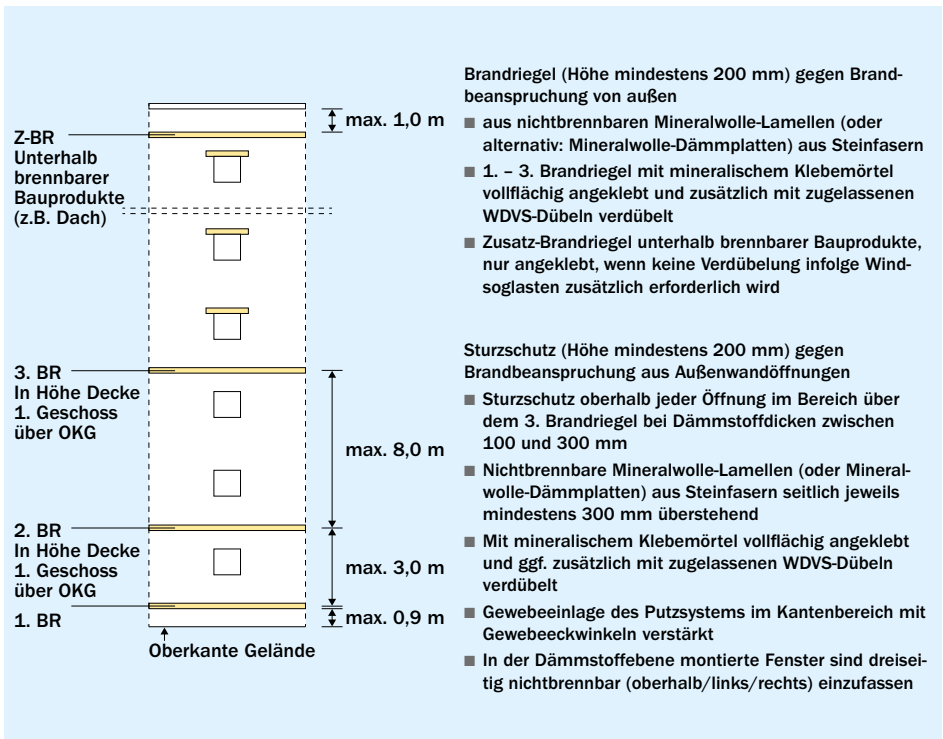 Z-BR
Unterhalb
brennbarer
Bauprodukte
(z.B. Dach)
3. BR
In Höhe Decke
1. Geschoss
über OKG
2. BR
In Höhe Decke
1. Geschoss
über OKG
1. BR
max. 1,0 m
max. 8,0 m
max. 3,0 m
max. 0,9 m
Oberkante Gelände
Brandriegel (Höhe mindestens 200 mm) gegen Brand-
beanspruchung von außen
■ aus nichtbrennbaren Mineralwolle-Lamellen (oder
alternativ: Mineralwolle-Dämmplatten) aus Steinfasern
■ 1. – 3. Brandriegel mit mineralischem Klebemörtel
vollflächig angeklebt und zusätzlich mit zugelassenen
WDVS-Dübeln verdübelt
■ Zusatz-Brandriegel unterhalb brennbarer Bauprodukte,
nur angeklebt, wenn keine Verdübelung infolge Wind-
soglasten zusätzlich erforderlich wird
Sturzschutz (Höhe mindestens 200 mm) gegen
Brandbeanspruchung aus Außenwandöffnungen
■ Sturzschutz oberhalb jeder Öffnung im Bereich über
dem 3. Brandriegel bei Dämmstoffdicken zwischen
100 und 300 mm
■ Nichtbrennbare Mineralwolle-Lamellen (oder Mineral-
wolle-Dämmplatten) aus Steinfasern seitlich jeweils
mindestens 300 mm überstehend
■ Mit mineralischem Klebemörtel vollflächig angeklebt
und ggf. zusätzlich mit zugelassenen WDVS-Dübeln
verdübelt
■ Gewebeeinlage des Putzsystems im Kantenbereich mit
Gewebeeckwinkeln verstärkt
■ In der Dämmstoffebene montierte Fenster sind dreisei-
tig nichtbrennbar (oberhalb/links/rechts) einzufassen